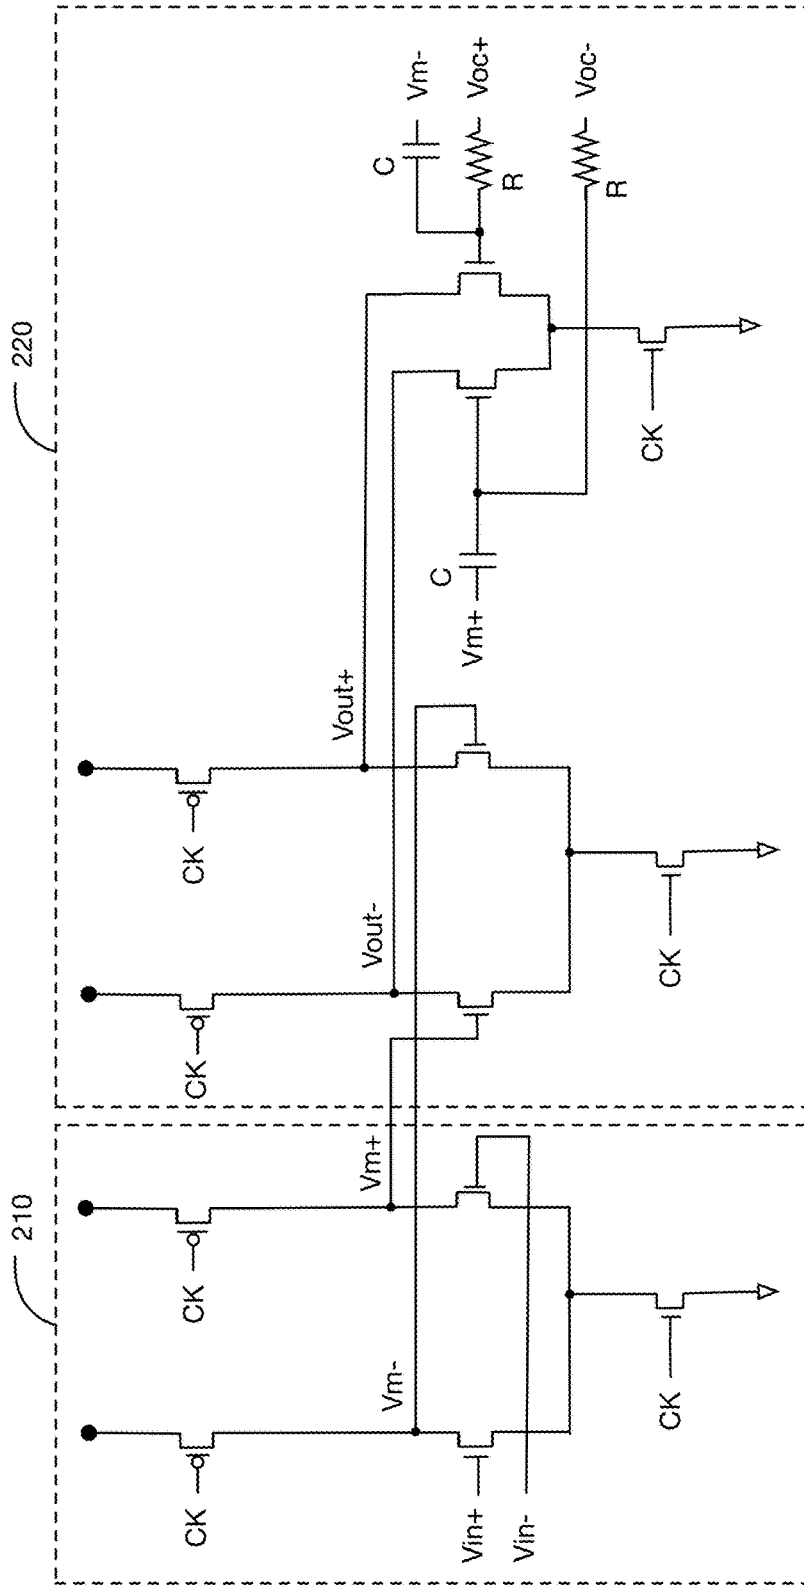 210
220
CK
CK
CK
CK
Vm-
Vm+
Vout-
Vout+
Vin+
Vin-
CK
CK
Vm+
C
CK
C
Vm-
R
Voc+
R
Voc-